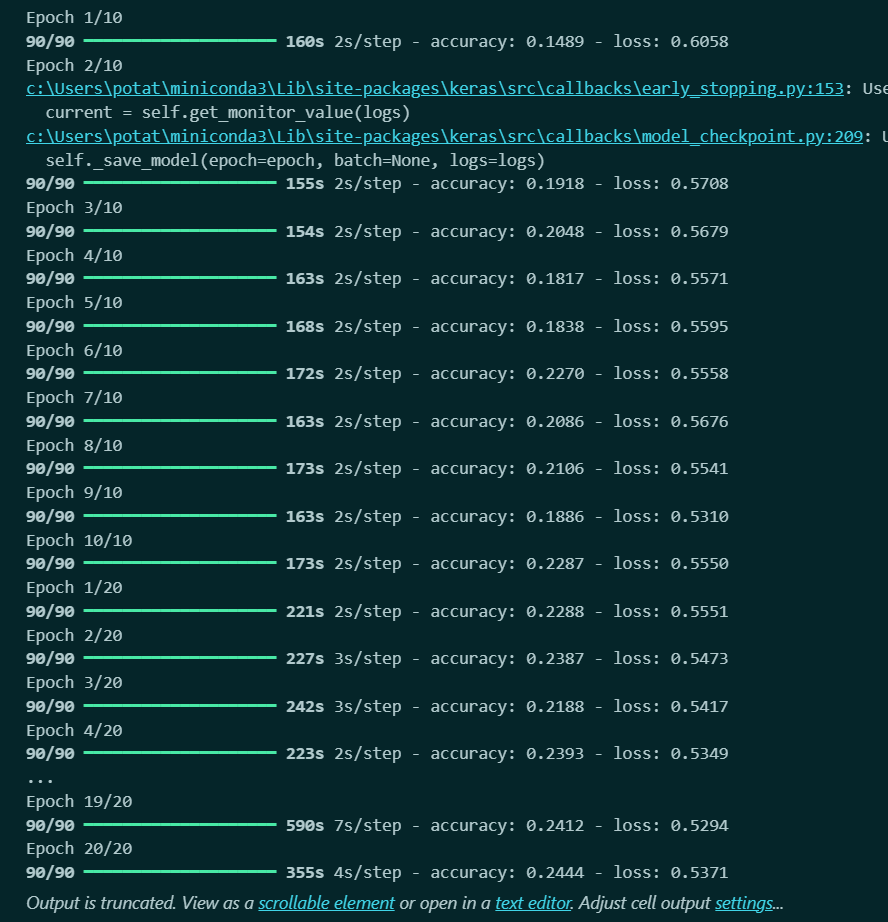 Epoch 1/10
90/90 ━━━━━━━━━━━━━━━━━━━━ 160s 2s/step - accuracy: 0.1489 - loss: 0.6058
Epoch 2/10
c:\Users\potat\miniconda3\Lib\site-packages\keras\src\callbacks\early_stopping.py:153: Use
current = self.get_monitor_value(logs)
c:\Users\potat\miniconda3\Lib\site-packages\keras\src\callbacks\model_checkpoint.py:209:
self._save_model(epoch=epoch, batch=None, logs=logs)
90/90 ━━━━━━━━━━━━━━━━━━━━ 155s 2s/step - accuracy: 0.1918 - loss: 0.5708
Epoch 3/10
90/90 ━━━━━━━━━━━━━━━━━━━━ 154s 2s/step - accuracy: 0.2048 - loss: 0.5679
Epoch 4/10
90/90 ━━━━━━━━━━━━━━━━━━━━ 163s 2s/step - accuracy: 0.1817 - loss: 0.5571
Epoch 5/10
90/90 ━━━━━━━━━━━━━━━━━━━━ 168s 2s/step - accuracy: 0.1838 - loss: 0.5595
Epoch 6/10
90/90 ━━━━━━━━━━━━━━━━━━━━ 172s 2s/step - accuracy: 0.2270 - loss: 0.5558
Epoch 7/10
90/90 ━━━━━━━━━━━━━━━━━━━━ 163s 2s/step - accuracy: 0.2086 - loss: 0.5676
Epoch 8/10
90/90 ━━━━━━━━━━━━━━━━━━━━ 173s 2s/step - accuracy: 0.2106 - loss: 0.5541
Epoch 9/10
90/90 ━━━━━━━━━━━━━━━━━━━━ 163s 2s/step - accuracy: 0.1886 - loss: 0.5310
Epoch 10/10
90/90 ━━━━━━━━━━━━━━━━━━━━ 173s 2s/step - accuracy: 0.2287 - loss: 0.5550
Epoch 1/20
90/90 ━━━━━━━━━━━━━━━━━━━━ 221s 2s/step - accuracy: 0.2288 - loss: 0.5551
Epoch 2/20
90/90 ━━━━━━━━━━━━━━━━━━━━ 227s 3s/step - accuracy: 0.2387 - loss: 0.5473
Epoch 3/20
90/90 ━━━━━━━━━━━━━━━━━━━━ 242s 3s/step - accuracy: 0.2188 - loss: 0.5417
Epoch 4/20
90/90 ━━━━━━━━━━━━━━━━━━━━ 223s 2s/step - accuracy: 0.2393 - loss: 0.5349
...
Epoch 19/20
90/90 ━━━━━━━━━━━━━━━━━━━━ 590s 7s/step - accuracy: 0.2412 - loss: 0.5294
Epoch 20/20
90/90 ━━━━━━━━━━━━━━━━━━━━ 355s 4s/step - accuracy: 0.2444 - loss: 0.5371
Output is truncated. View as a scrollable element or open in a text editor. Adjust cell output settings...